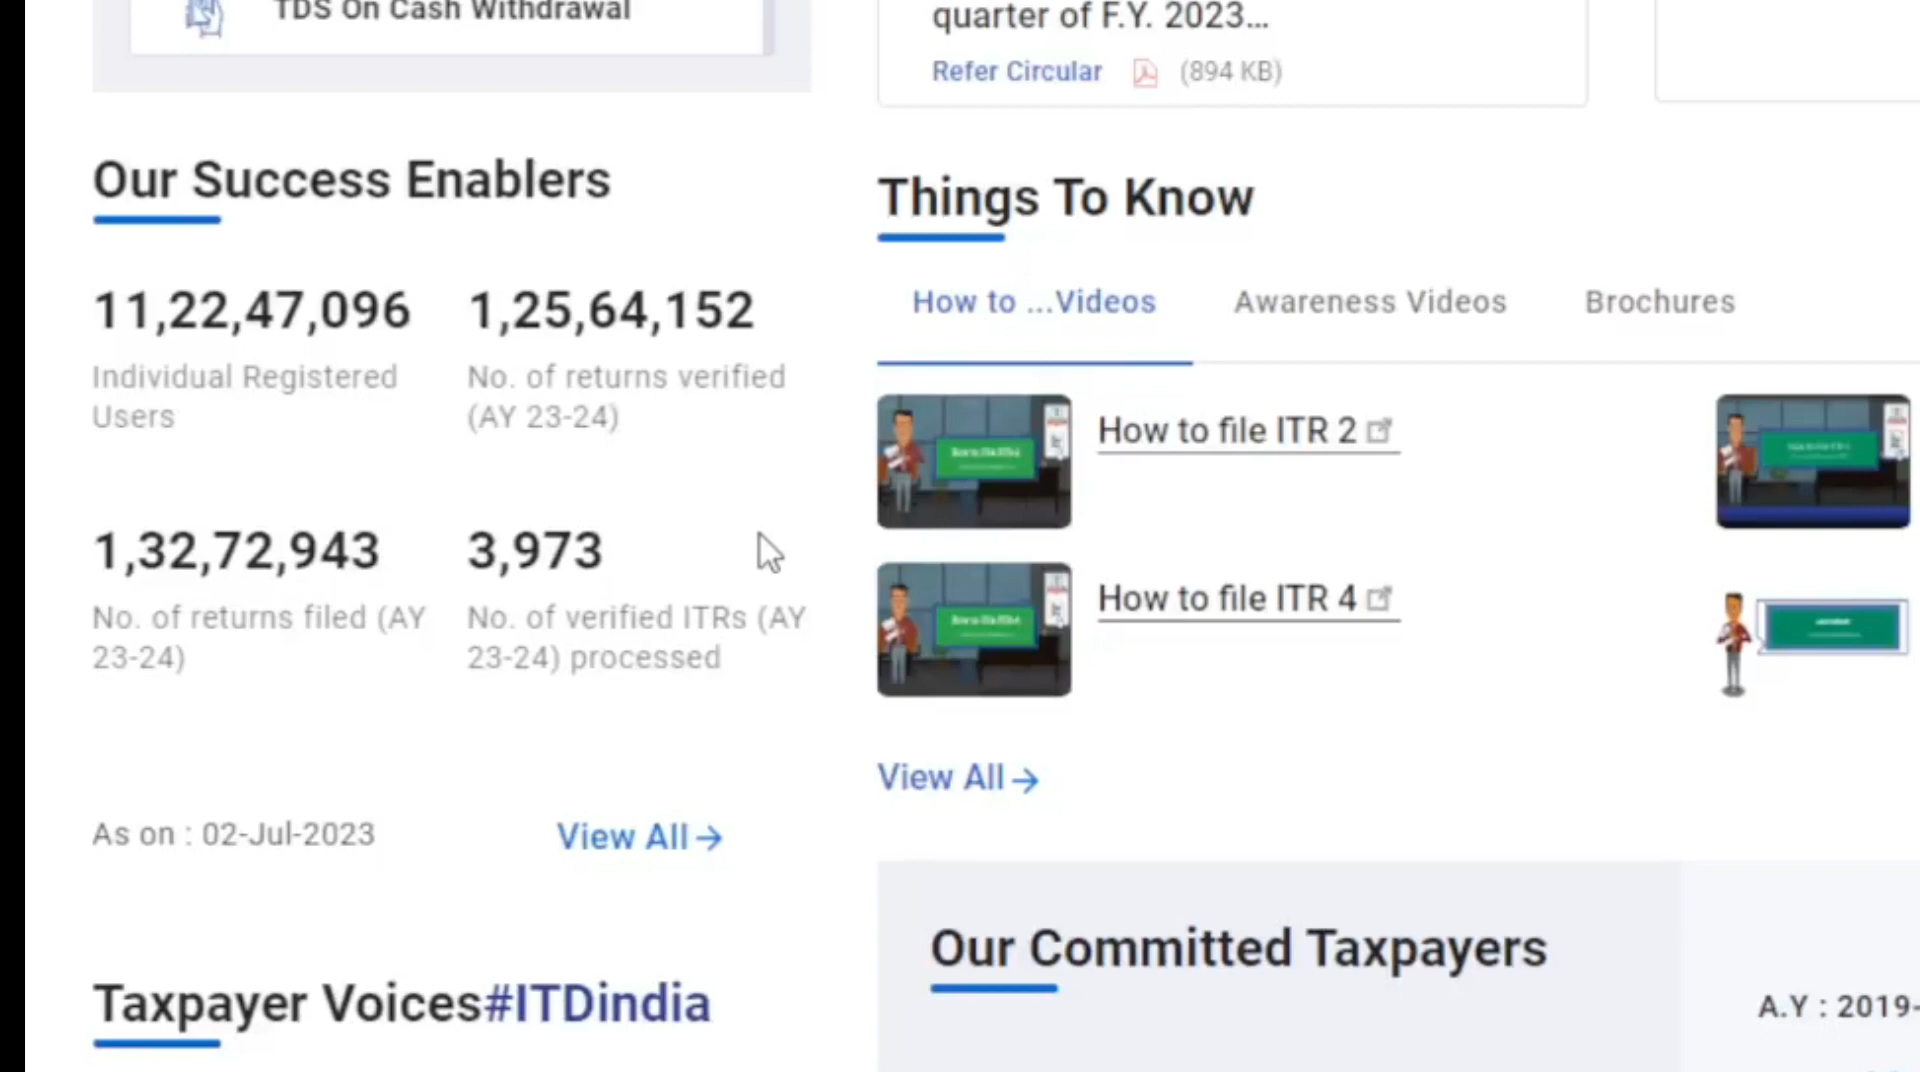 TDS On Cash Withdrawal
Our Success Enablers
11,22,47,096
Individual Registered
Users
1,25,64,152
No. of returns verified
(AY 23-24)
1,32,72,943
No. of returns filed (AY
23-24)
3,973
No. of verified ITRs (AY
23-24) processed
As on : 02-Jul-2023
View All
Taxpayer Voices#ITDindia
quarter of F.Y. 2023...
Refer Circular (894 KB)
Things To Know
How to ...Videos
Awareness Videos
Brochures
How to file ITR 2
How to file ITR 4
View All
Our Committed Taxpayers
A.Y : 2019-